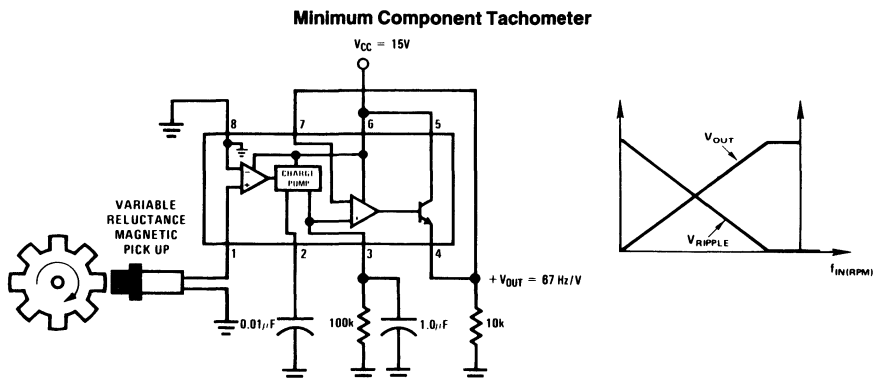 Minimum Component Tachometer
VCC = 15V
8
7
6
5
− +
CHARGE
PUMP
VARIABLE
RELUCTANCE
MAGNETIC
PICK UP
1
2
3
4
+ VOUT = 67 Hz/V
0.01μF
100k
1.0μF
10k
VOUT
VRIPPLE
fIN(RPM)